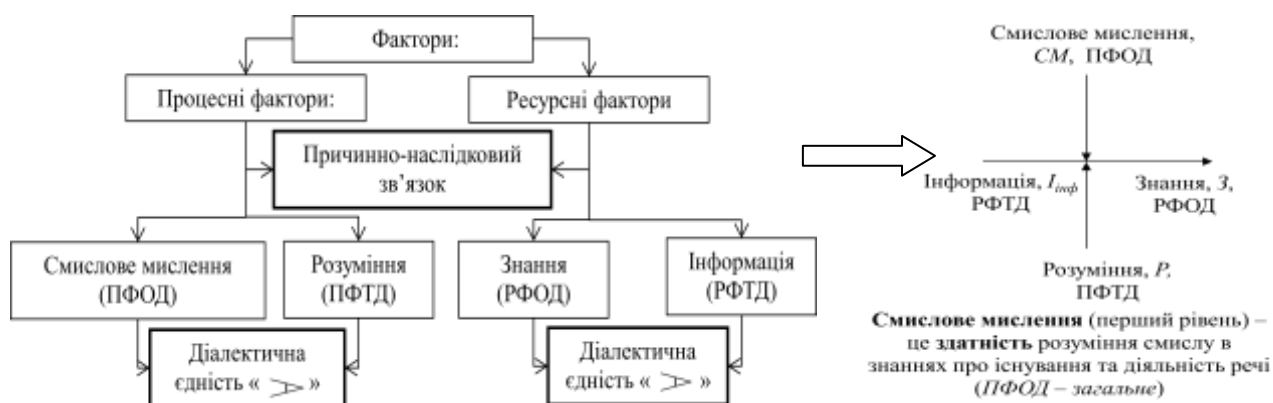 Фактори:
Процесні фактори:
Ресурсні фактори
Причинно-наслідковий
зв’язок
Смислове мислення
(ПФОД)
Розуміння
(ПФТД)
Знання
(РФОД)
Інформація
(РФТД)
Діалектична
єдність « »
Діалектична
єдність « »
Смислове мислення,
СМ, ПФОД
Інформація, Iінф
РФТД
Знання, З,
РФОД
Розуміння, Р,
ПФТД
Смислове мислення (перший рівень) –
це здатність розуміння смислу в
знаннях про існування та діяльність речі
(ПФОД – загальне)